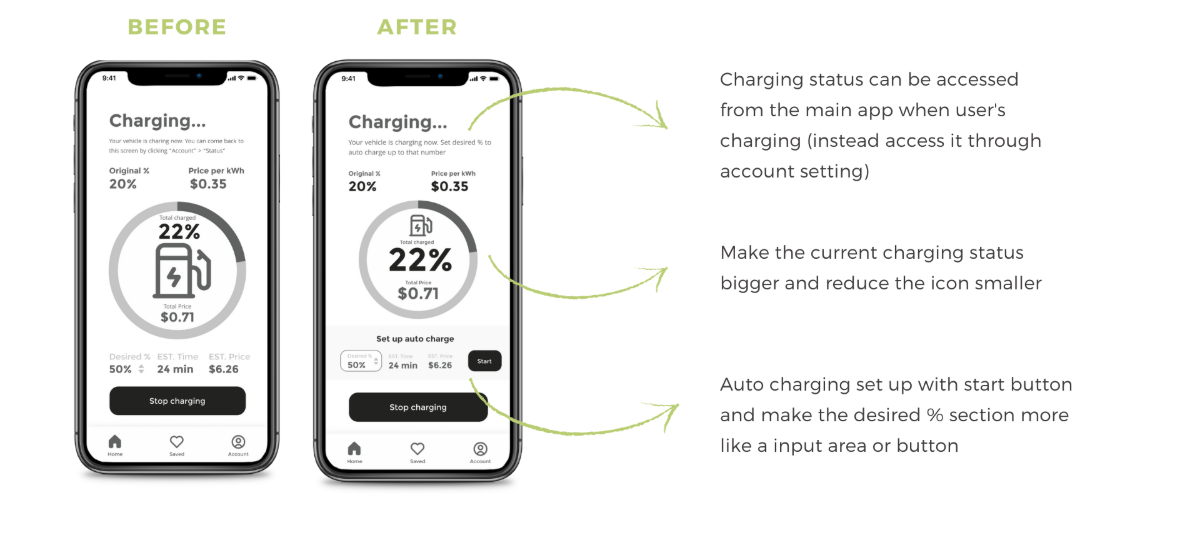 BEFORE
AFTER
9:41
Charging...
Your vehicle is charing now. You can come back to
this screen by clicking "Account" > "Status"
Original %
Price per kWh
20%
$0.35
Total charged
22%
Total Price
$0.71
Desired %
EST. Time
EST. Price
50%
24 min
$6.26
Stop charging
Home
Saved
Account
9:41
Charging...
Your vehicle is charging now. Set desired % to
auto charge up to that number
Original %
Price per kWh
20%
$0.35
Total charged
22%
Total Price
$0.71
Set up auto charge
Desired %
EST. Time
EST. Price
50%
24 min
$6.26
Start
Stop charging
Home
Saved
Account
Charging status can be accessed
from the main app when user's
charging (instead access it through
account setting)
Make the current charging status
bigger and reduce the icon smaller
Auto charging set up with start button
and make the desired % section more
like a input area or button